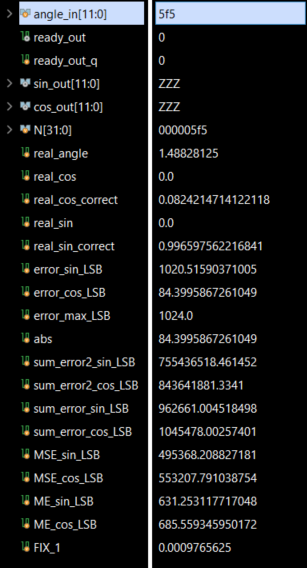 angle_in[11:0] 5f5
ready_out 0
ready_out_q 0
sin_out[11:0] ZZZ
cos_out[11:0] ZZZ
N[31:0] 000005f5
real_angle 1.48828125
real_cos 0.0
real_cos_correct 0.0824214714122118
real_sin 0.0
real_sin_correct 0.996597562216841
error_sin_LSB 1020.51590371005
error_cos_LSB 84.3995867261049
error_max_LSB 1024.0
abs 84.3995867261049
sum_error2_sin_LSB 755436518.461452
sum_error2_cos_LSB 843641881.3341
sum_error_sin_LSB 962661.004518498
sum_error_cos_LSB 1045478.00257401
MSE_sin_LSB 495368.208827181
MSE_cos_LSB 553207.791038754
ME_sin_LSB 631.253117717048
ME_cos_LSB 685.559345950172
FIX_1 0.0009765625